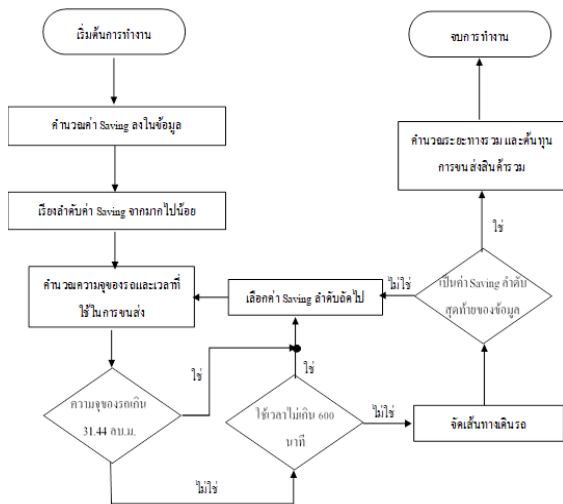 เริ่มต้นการทำงาน
คำนวณค่า Saving ลงในข้อมูล
เรียงลำดับค่า Saving จากมากไปน้อย
คำนวณความจุของรถและเวลาที่
ใช้ในการขนส่ง
ความจุของรถเกิน
31.44 ลบ.ม.
ใช่
ไม่ใช่
เลือกค่า Saving ลำดับถัดไป
ใช่
ใช้เวลาไม่เกิน 600
นาที
ไม่ใช่
จัดเส้นทางเดินรถ
เป็นค่า Saving ลำดับ
สุดท้ายของข้อมูล
ไม่ใช่
ใช่
คำนวณระยะทางรวม และต้นทุน
การขนส่งสินค้ารวม
จบการทำงาน